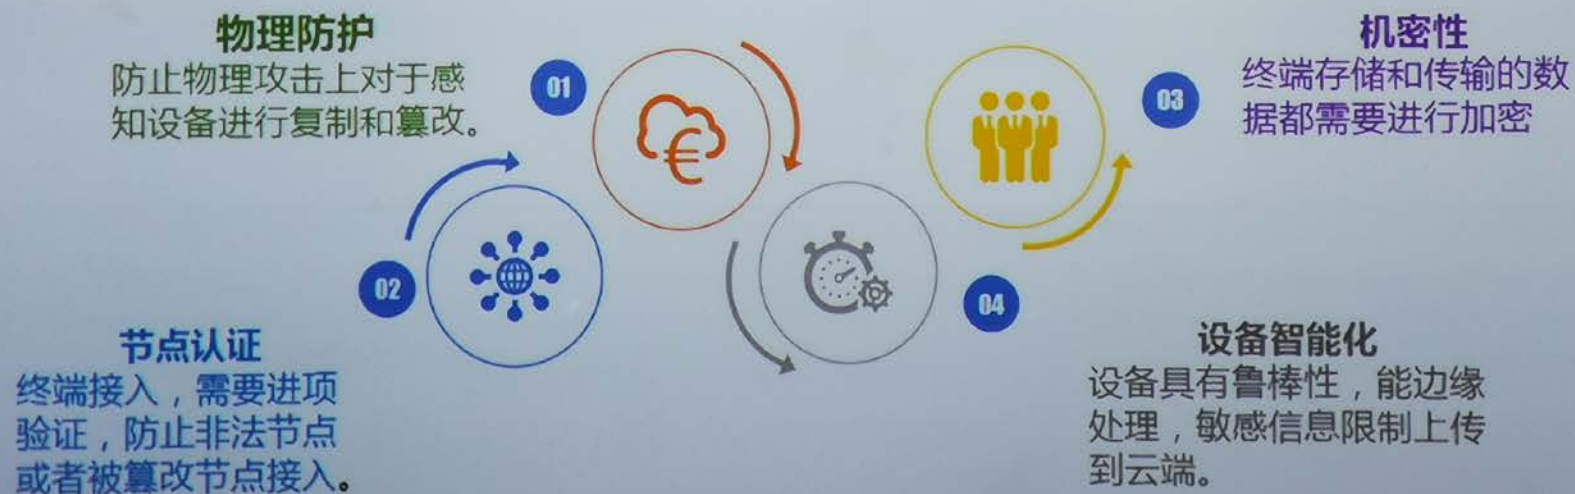 物理防护
防止物理攻击上对于感
知设备进行复制和篡改。
01
02
节点认证
终端接入，需要进项
验证，防止非法节点
或者被篡改节点接入。
机密性
终端存储和传输的数
据都需要进行加密
03
04
设备智能化
设备具有鲁棒性，能边缘
处理，敏感信息限制上传
到云端。